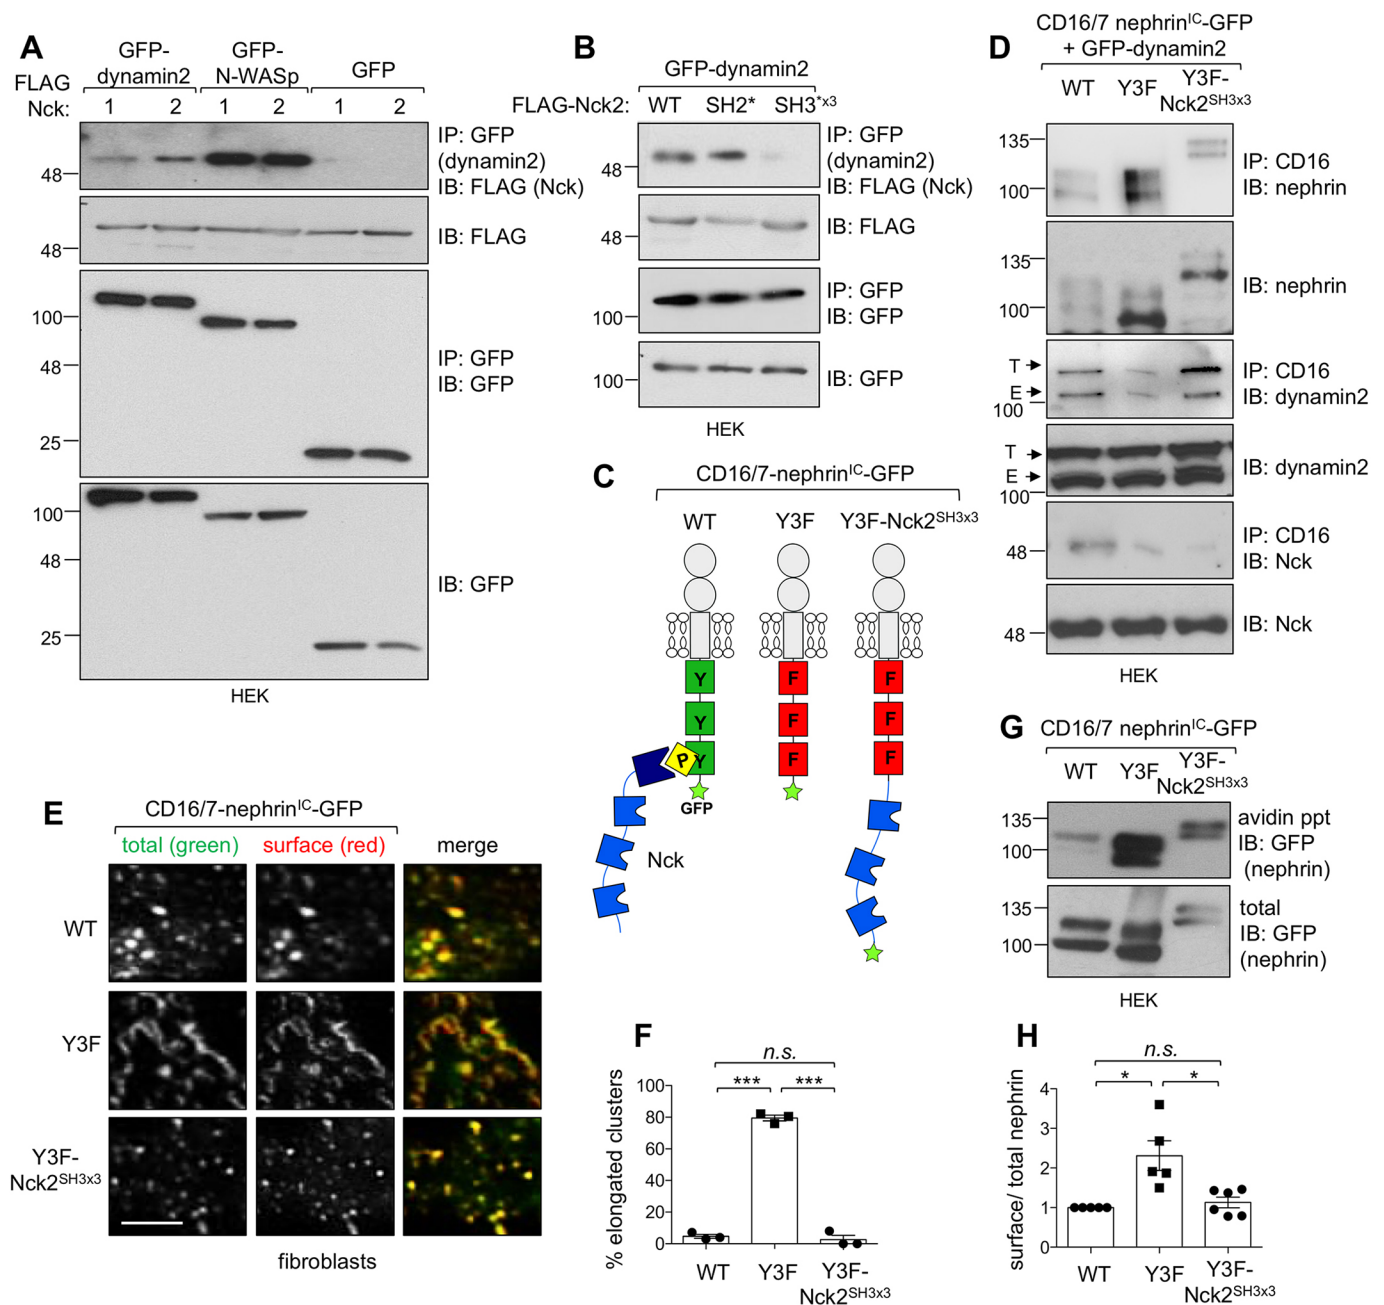 A
GFP-
dynamin2
GFP-
N-WASp
GFP
FLAG
Nck:
1 2 1 2 1 2
48
IP: GFP
(dynamin2)
IB: FLAG (Nck)
48
IB: FLAG
100
48
25
IP: GFP
IB: GFP
100
48
25
IB: GFP
HEK
B
GFP-dynamin2
FLAG-Nck2: WT SH2* SH3*x3
48
IP: GFP
(dynamin2)
IB: FLAG (Nck)
48
IB: FLAG
100
IP: GFP
IB: GFP
100
IB: GFP
HEK
C
CD16/7-nephrinIC-GFP
WT Y3F Y3F-Nck2SH3x3
Y F F
Y F F
P Y F F
GFP
Nck
D
CD16/7 nephrinIC-GFP
+ GFP-dynamin2
WT Y3F Y3F-
Nck2SH3x3
135
100
IP: CD16
IB: nephrin
135
100
IB: nephrin
T
E
100
IP: CD16
IB: dynamin2
T
E
100
IB: dynamin2
48
IP: CD16
IB: Nck
48
IB: Nck
HEK
E
CD16/7-nephrinIC-GFP
total (green) surface (red) merge
WT
Y3F
Y3F-
Nck2SH3x3
fibroblasts
F
n.s.
*** ***
% elongated clusters
100
80
60
40
20
0
WT Y3F Y3F-
Nck2SH3x3
G
CD16/7 nephrinIC-GFP
WT Y3F Y3F-
Nck2SH3x3
135
100
avidin ppt
IB: GFP
(nephrin)
135
100
total
IB: GFP
(nephrin)
HEK
H
n.s.
* *
surface/ total nephrin
4
3
2
1
0
WT Y3F Y3F-
Nck2SH3x3